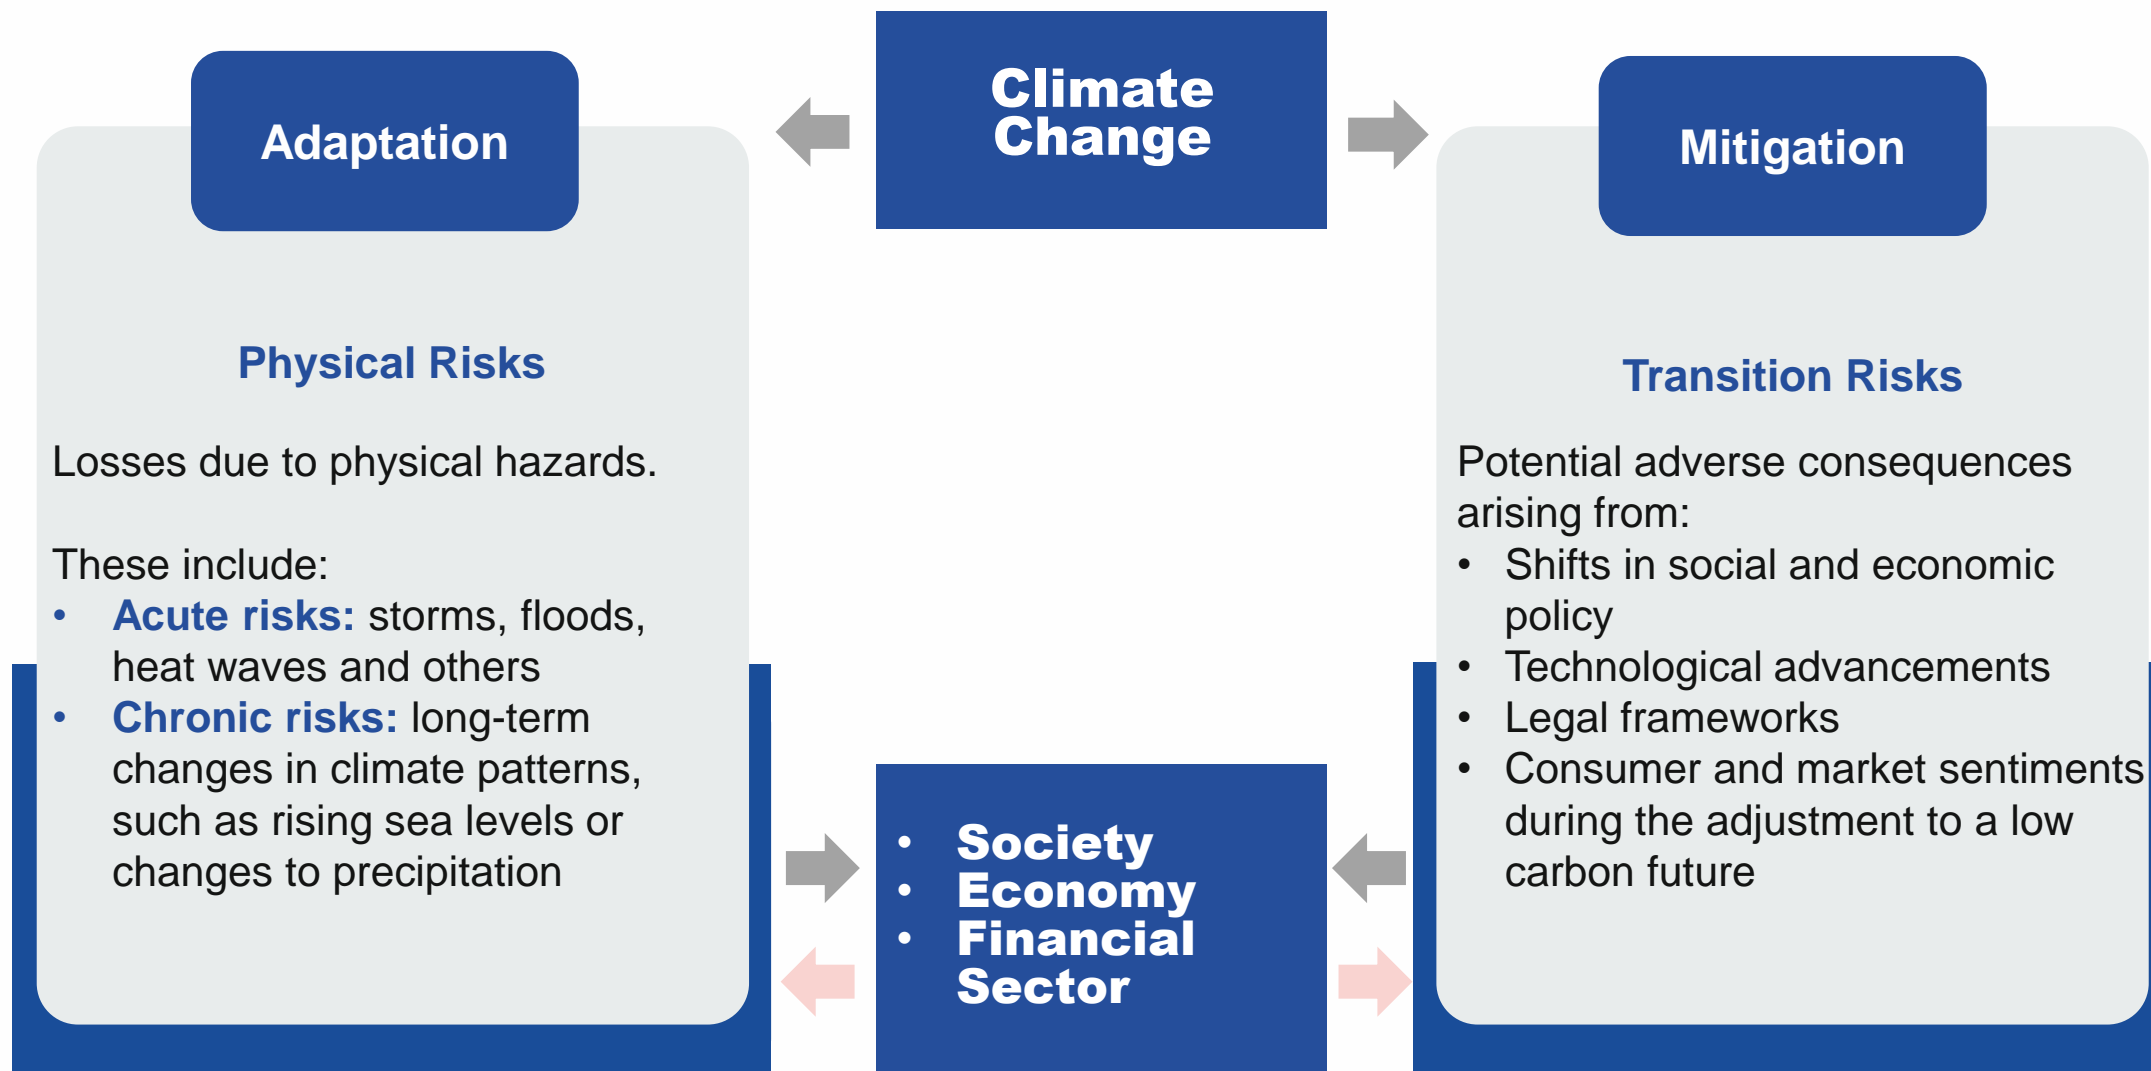 Climate
Change
Adaptation
Physical Risks
Losses due to physical hazards.
These include:
• Acute risks: storms, floods,
heat waves and others
• Chronic risks: long-term
changes in climate patterns,
such as rising sea levels or
changes to precipitation
Mitigation
Transition Risks
Potential adverse consequences
arising from:
• Shifts in social and economic
policy
• Technological advancements
• Legal frameworks
• Consumer and market sentiments
during the adjustment to a low
carbon future
• Society
• Economy
• Financial
Sector